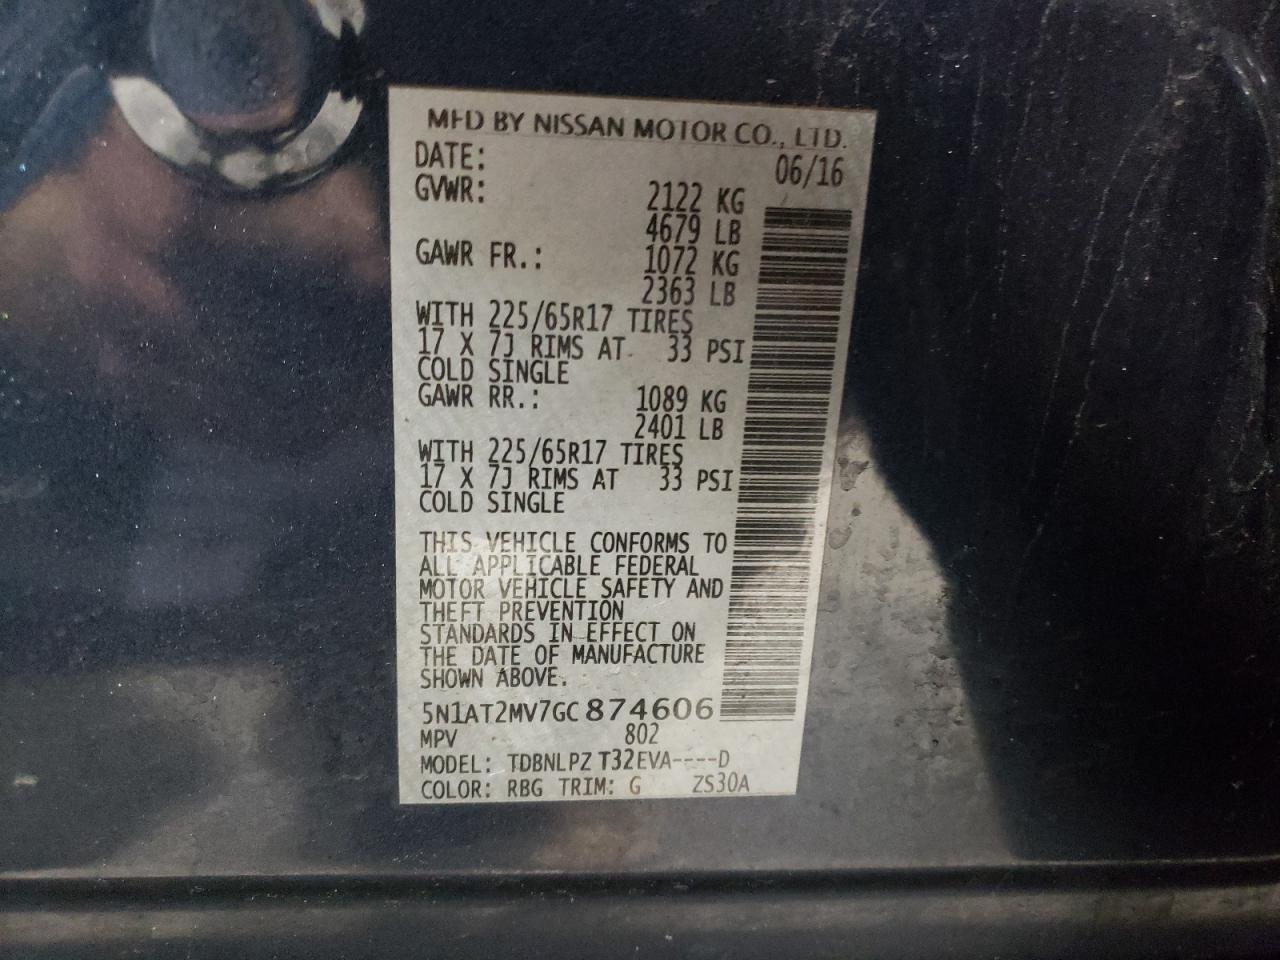 MFD BY NISSAN MOTOR CO., LTD.
DATE: 06/16
GVWR: 2122 KG
4679 LB
GAWR FR.: 1072 KG
2363 LB
WITH 225/65R17 TIRES
17 X 7J RIMS AT 33 PSI
COLD SINGLE
GAWR RR.: 1089 KG
2401 LB
WITH 225/65R17 TIRES
17 X 7J RIMS AT 33 PSI
COLD SINGLE
THIS VEHICLE CONFORMS TO
ALL APPLICABLE FEDERAL
MOTOR VEHICLE SAFETY AND
THEFT PREVENTION
STANDARDS IN EFFECT ON
THE DATE OF MANUFACTURE
SHOWN ABOVE.
5N1AT2MV7GC874606
MPV 802
MODEL: TDBNLPZ T32EVA----D
COLOR: RBG TRIM: G ZS30A